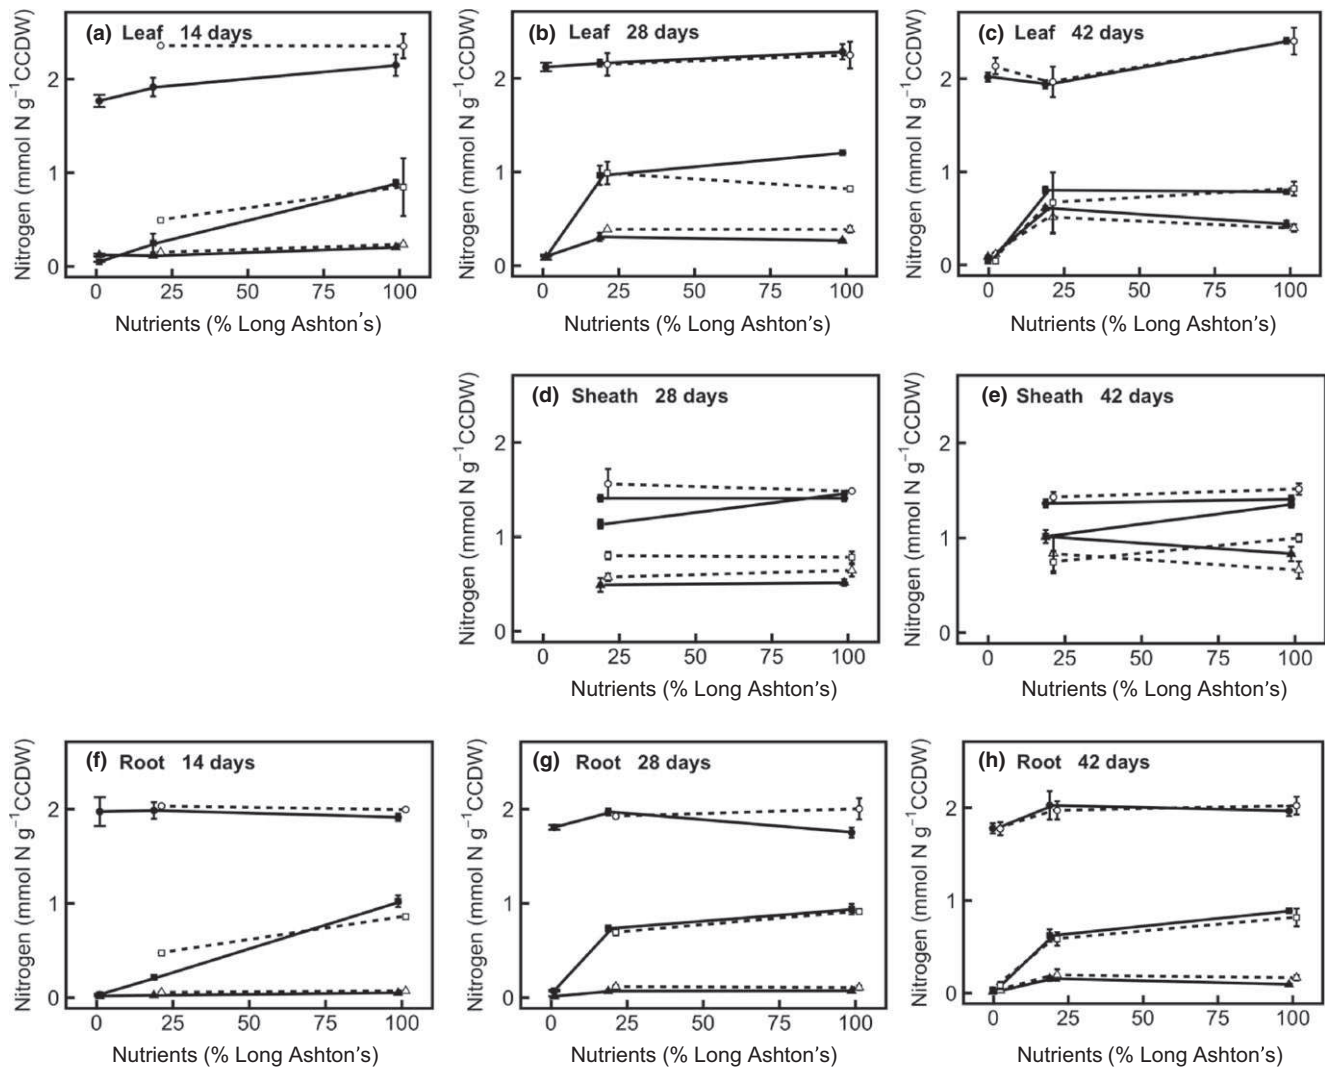 (a) Leaf 14 days
Nitrogen (mmol N g⁻¹CCDW)
2
1
0
0 25 50 75 100
Nutrients (% Long Ashton's)
(b) Leaf 28 days
Nitrogen (mmol N g⁻¹CCDW)
2
1
0
0 25 50 75 100
Nutrients (% Long Ashton's)
(c) Leaf 42 days
Nitrogen (mmol N g⁻¹CCDW)
2
1
0
0 25 50 75 100
Nutrients (% Long Ashton's)
(d) Sheath 28 days
Nitrogen (mmol N g⁻¹CCDW)
2
1
0
0 25 50 75 100
Nutrients (% Long Ashton's)
(e) Sheath 42 days
Nitrogen (mmol N g⁻¹CCDW)
2
1
0
0 25 50 75 100
Nutrients (% Long Ashton's)
(f) Root 14 days
Nitrogen (mmol N g⁻¹CCDW)
2
1
0
0 25 50 75 100
Nutrients (% Long Ashton's)
(g) Root 28 days
Nitrogen (mmol N g⁻¹CCDW)
2
1
0
0 25 50 75 100
Nutrients (% Long Ashton's)
(h) Root 42 days
Nitrogen (mmol N g⁻¹CCDW)
2
1
0
0 25 50 75 100
Nutrients (% Long Ashton's)